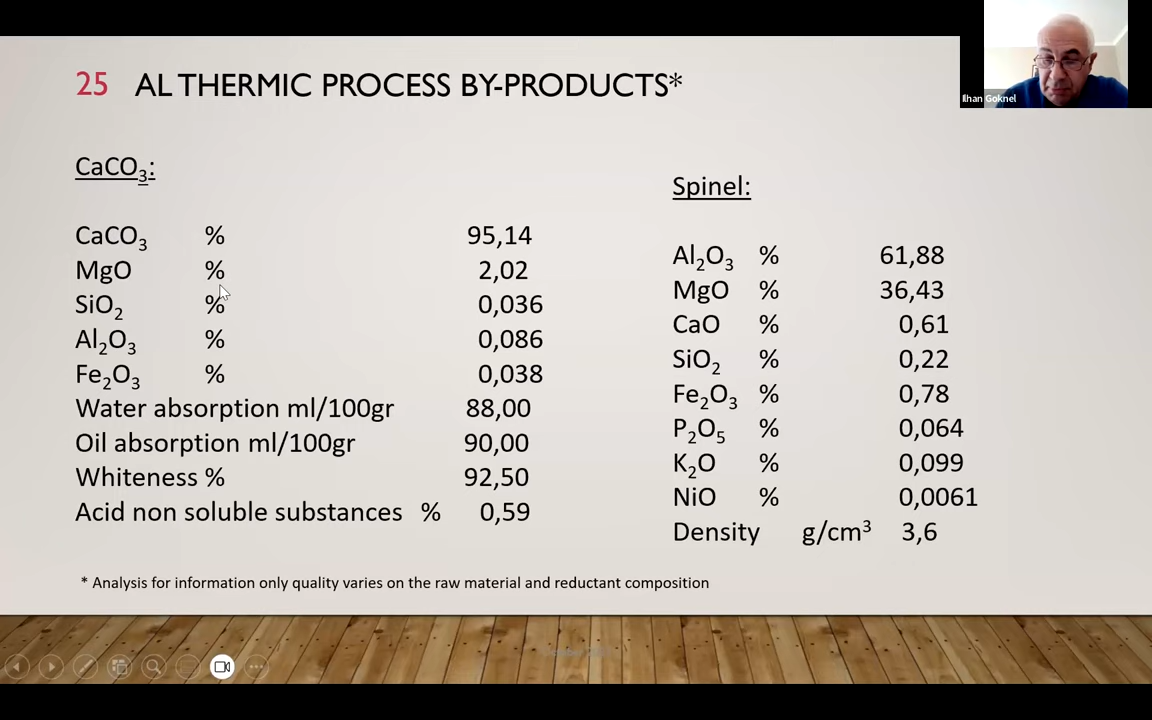 25 AL THERMIC PROCESS BY-PRODUCTS*
Ilhan Goknel
CaCO₃:
CaCO₃ % 95,14
MgO % 2,02
SiO₂ % 0,036
Al₂O₃ % 0,086
Fe₂O₃ % 0,038
Water absorption ml/100gr 88,00
Oil absorption ml/100gr 90,00
Whiteness % 92,50
Acid non soluble substances % 0,59
Spinel:
Al₂O₃ % 61,88
MgO % 36,43
CaO % 0,61
SiO₂ % 0,22
Fe₂O₃ % 0,78
P₂O₅ % 0,064
K₂O % 0,099
NiO % 0,0061
Density g/cm³ 3,6
* Analysis for information only quality varies on the raw material and reductant composition